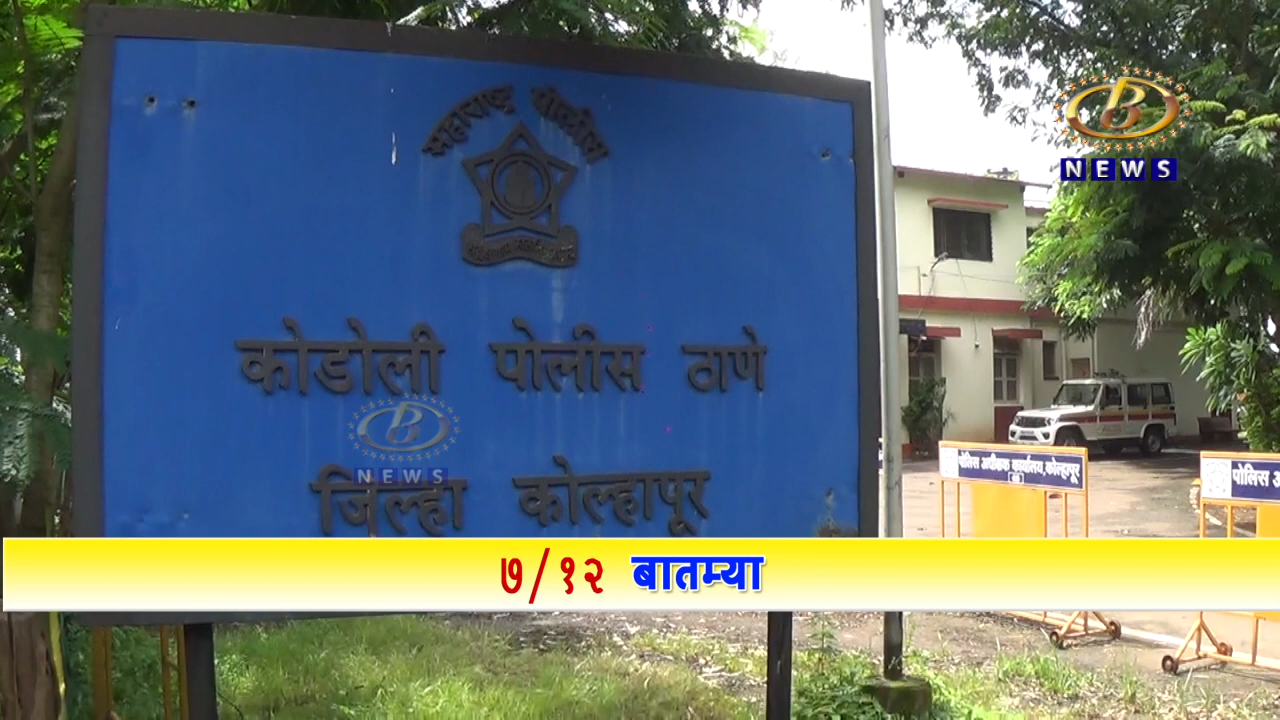 महाराष्ट्र पोलीस
B
NEWS
कोडोली पोलीस ठाणे
B
NEWS
जिल्हा कोल्हापूर
पोलिस अधीक्षक कार्यालय, कोल्हापूर
पोलिस अ
७/१२ बातम्या